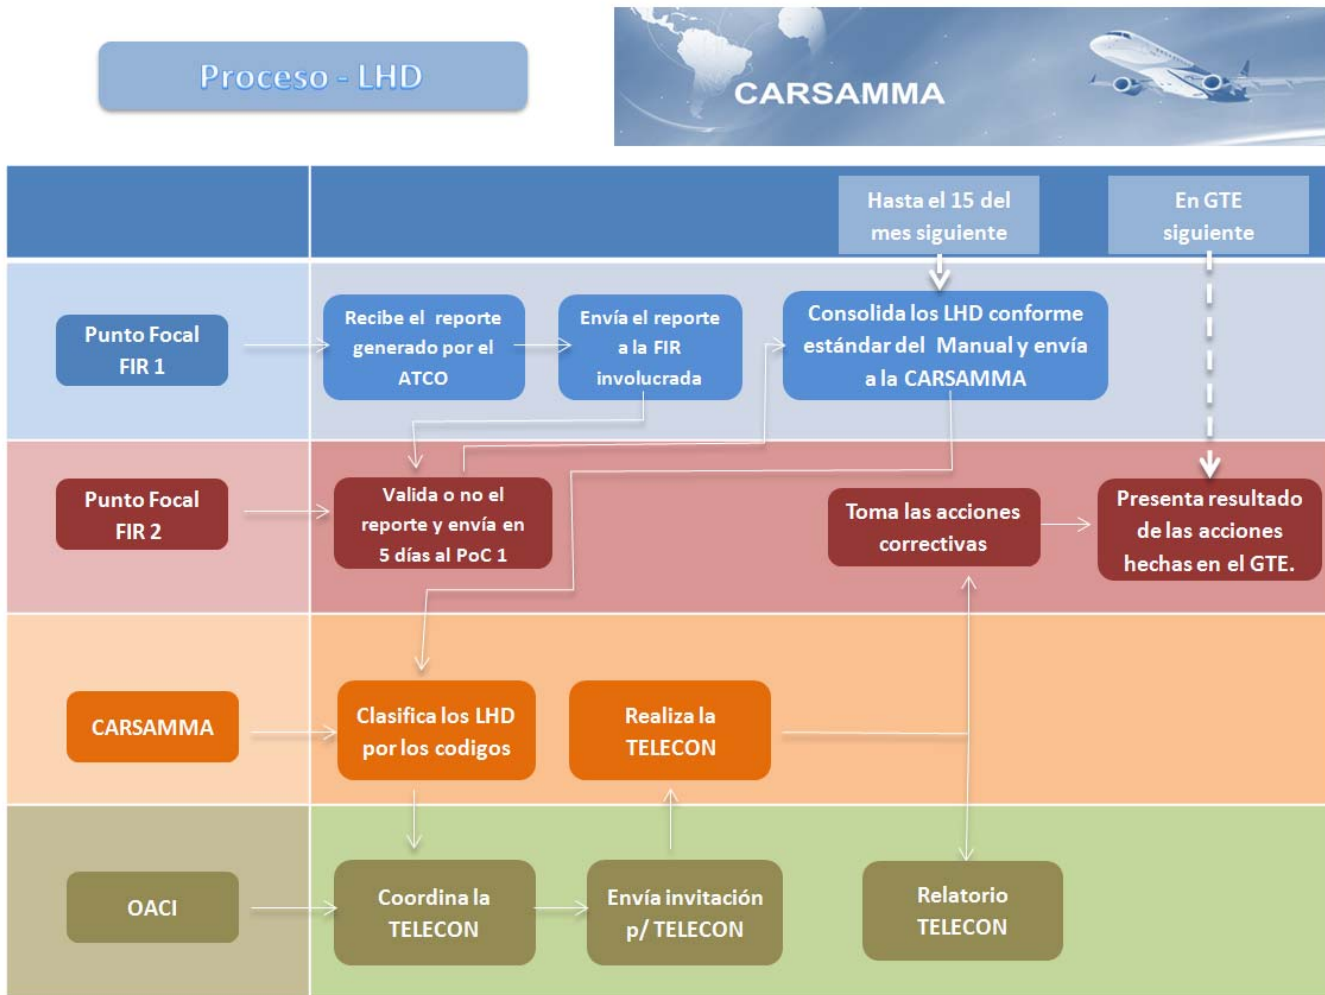 Proceso - LHD
CARSAMMA
Hasta el 15 del
mes siguiente
En GTE
siguiente
Punto Focal
FIR 1
Recibe el reporte
generado por el
ATCO
Envía el reporte
a la FIR
involucrada
Consolida los LHD conforme
estándar del Manual y envía
a la CARSAMMA
Punto Focal
FIR 2
Valida o no el
reporte y envía en
5 días al PoC 1
Toma las acciones
correctivas
Presenta resultado
de las acciones
hechas en el GTE.
CARSAMMA
Clasifica los LHD
por los codigos
Realiza la
TELECON
OACI
Coordina la
TELECON
Envía invitación
p/ TELECON
Relatorio
TELECON